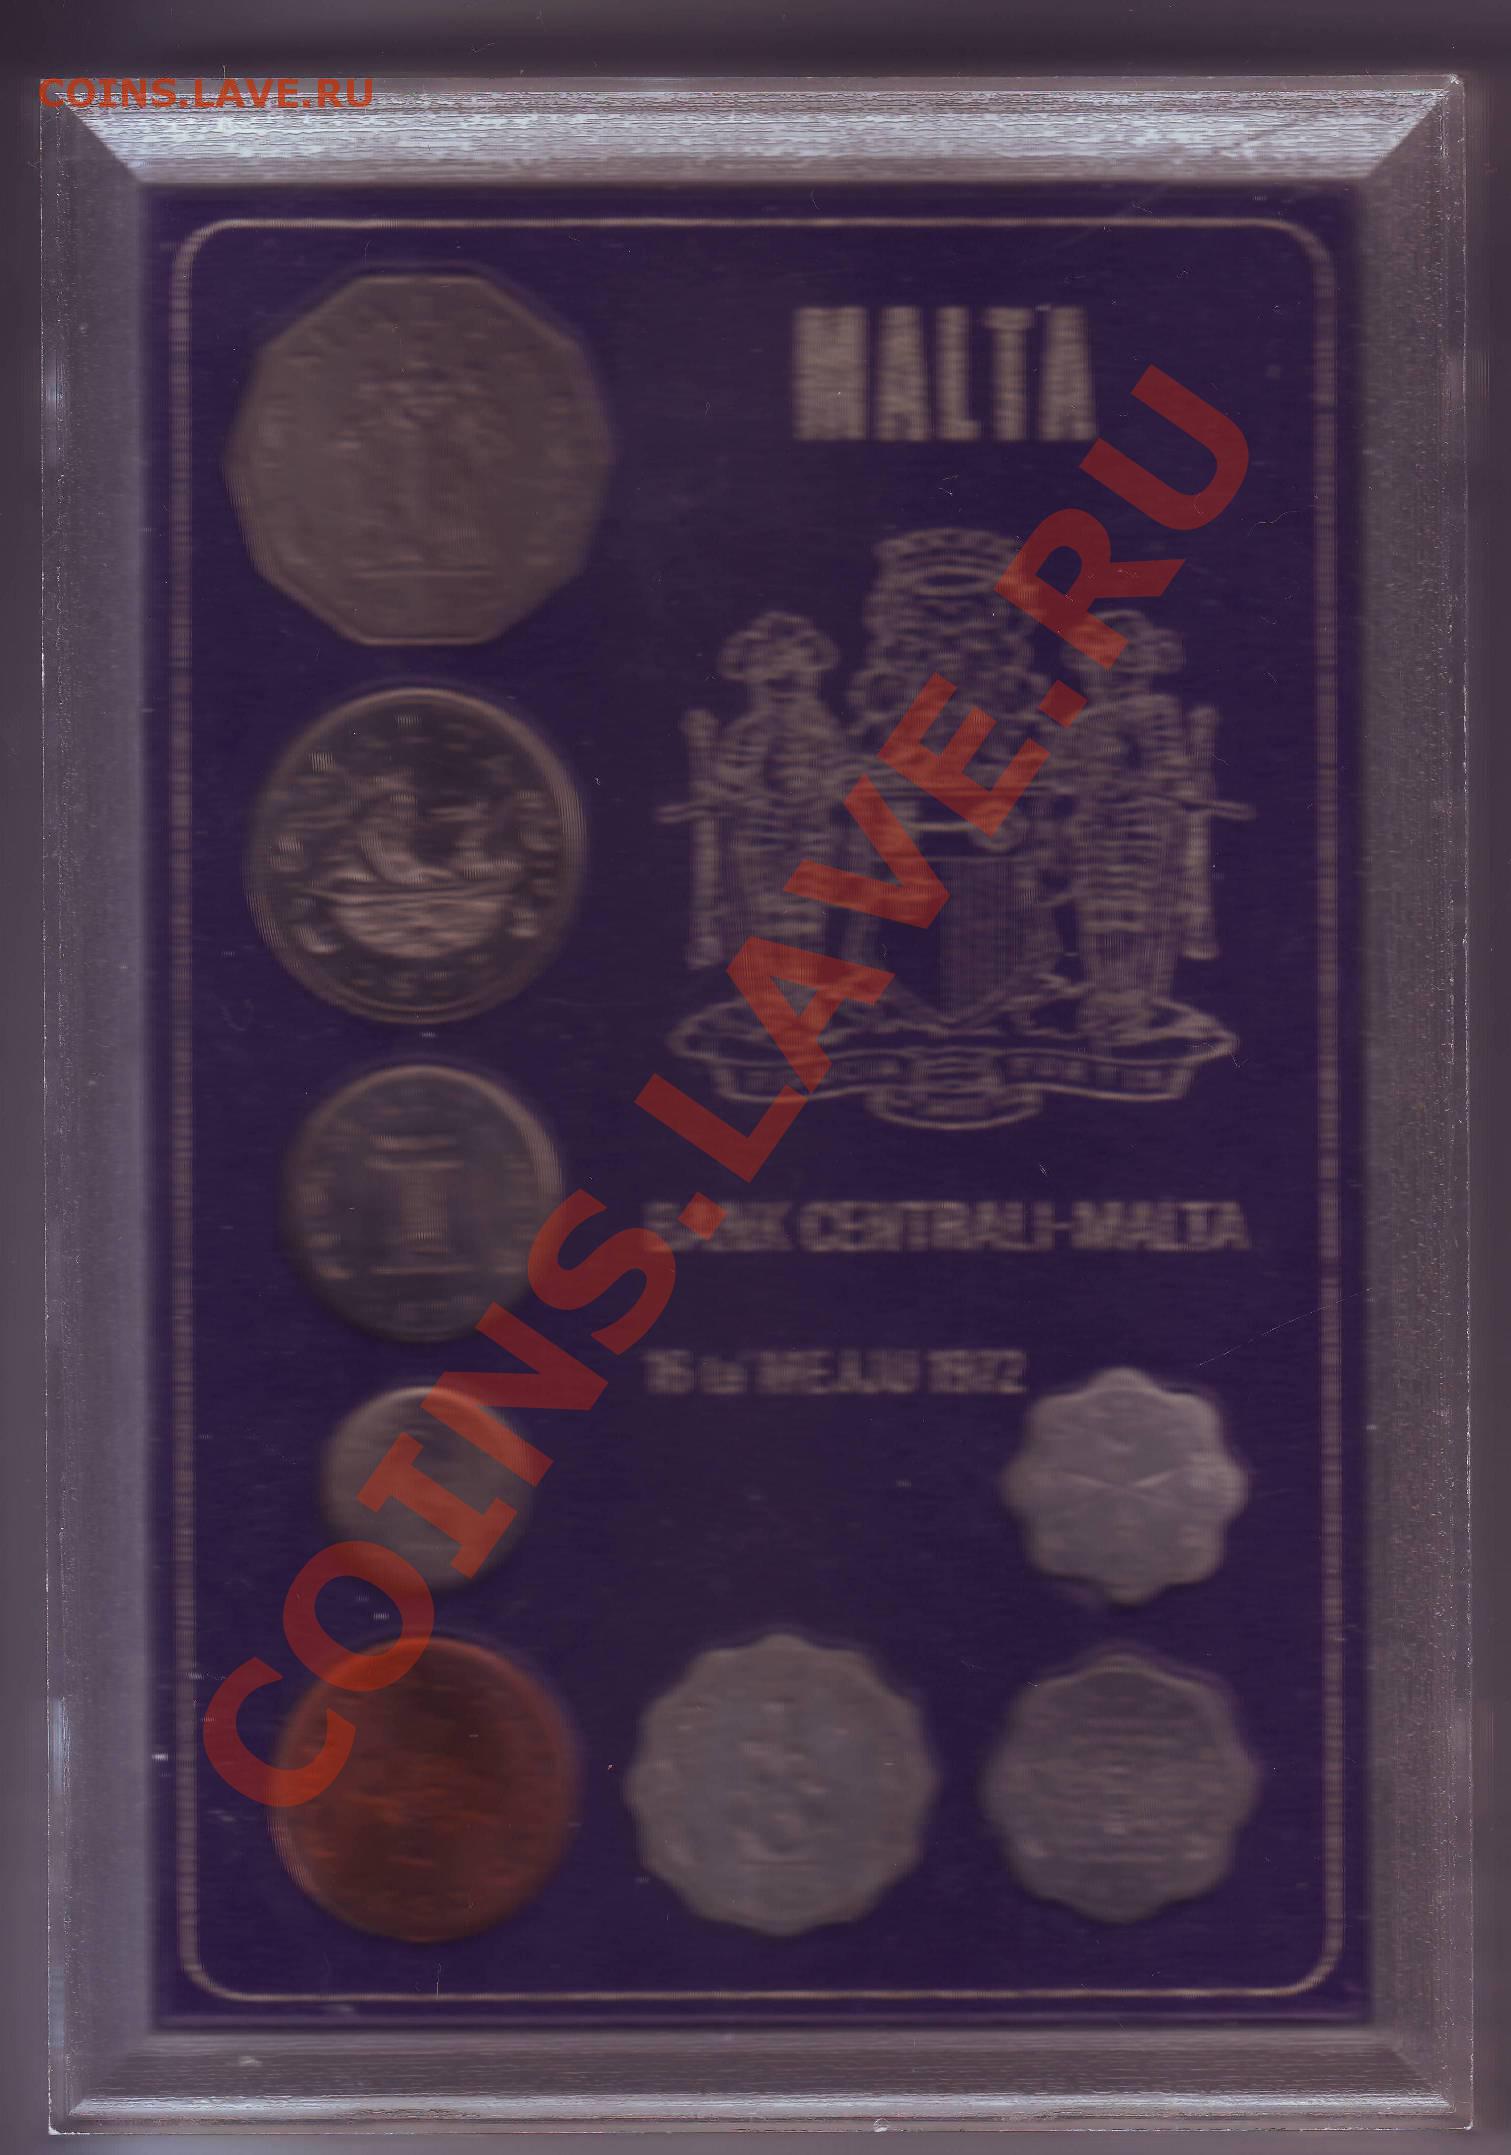 COINS.LAVE.RU
MALTA
COINS.LAVE.RU
BANK CENTRALI-MALTA
16 ta' MEJJU 1972